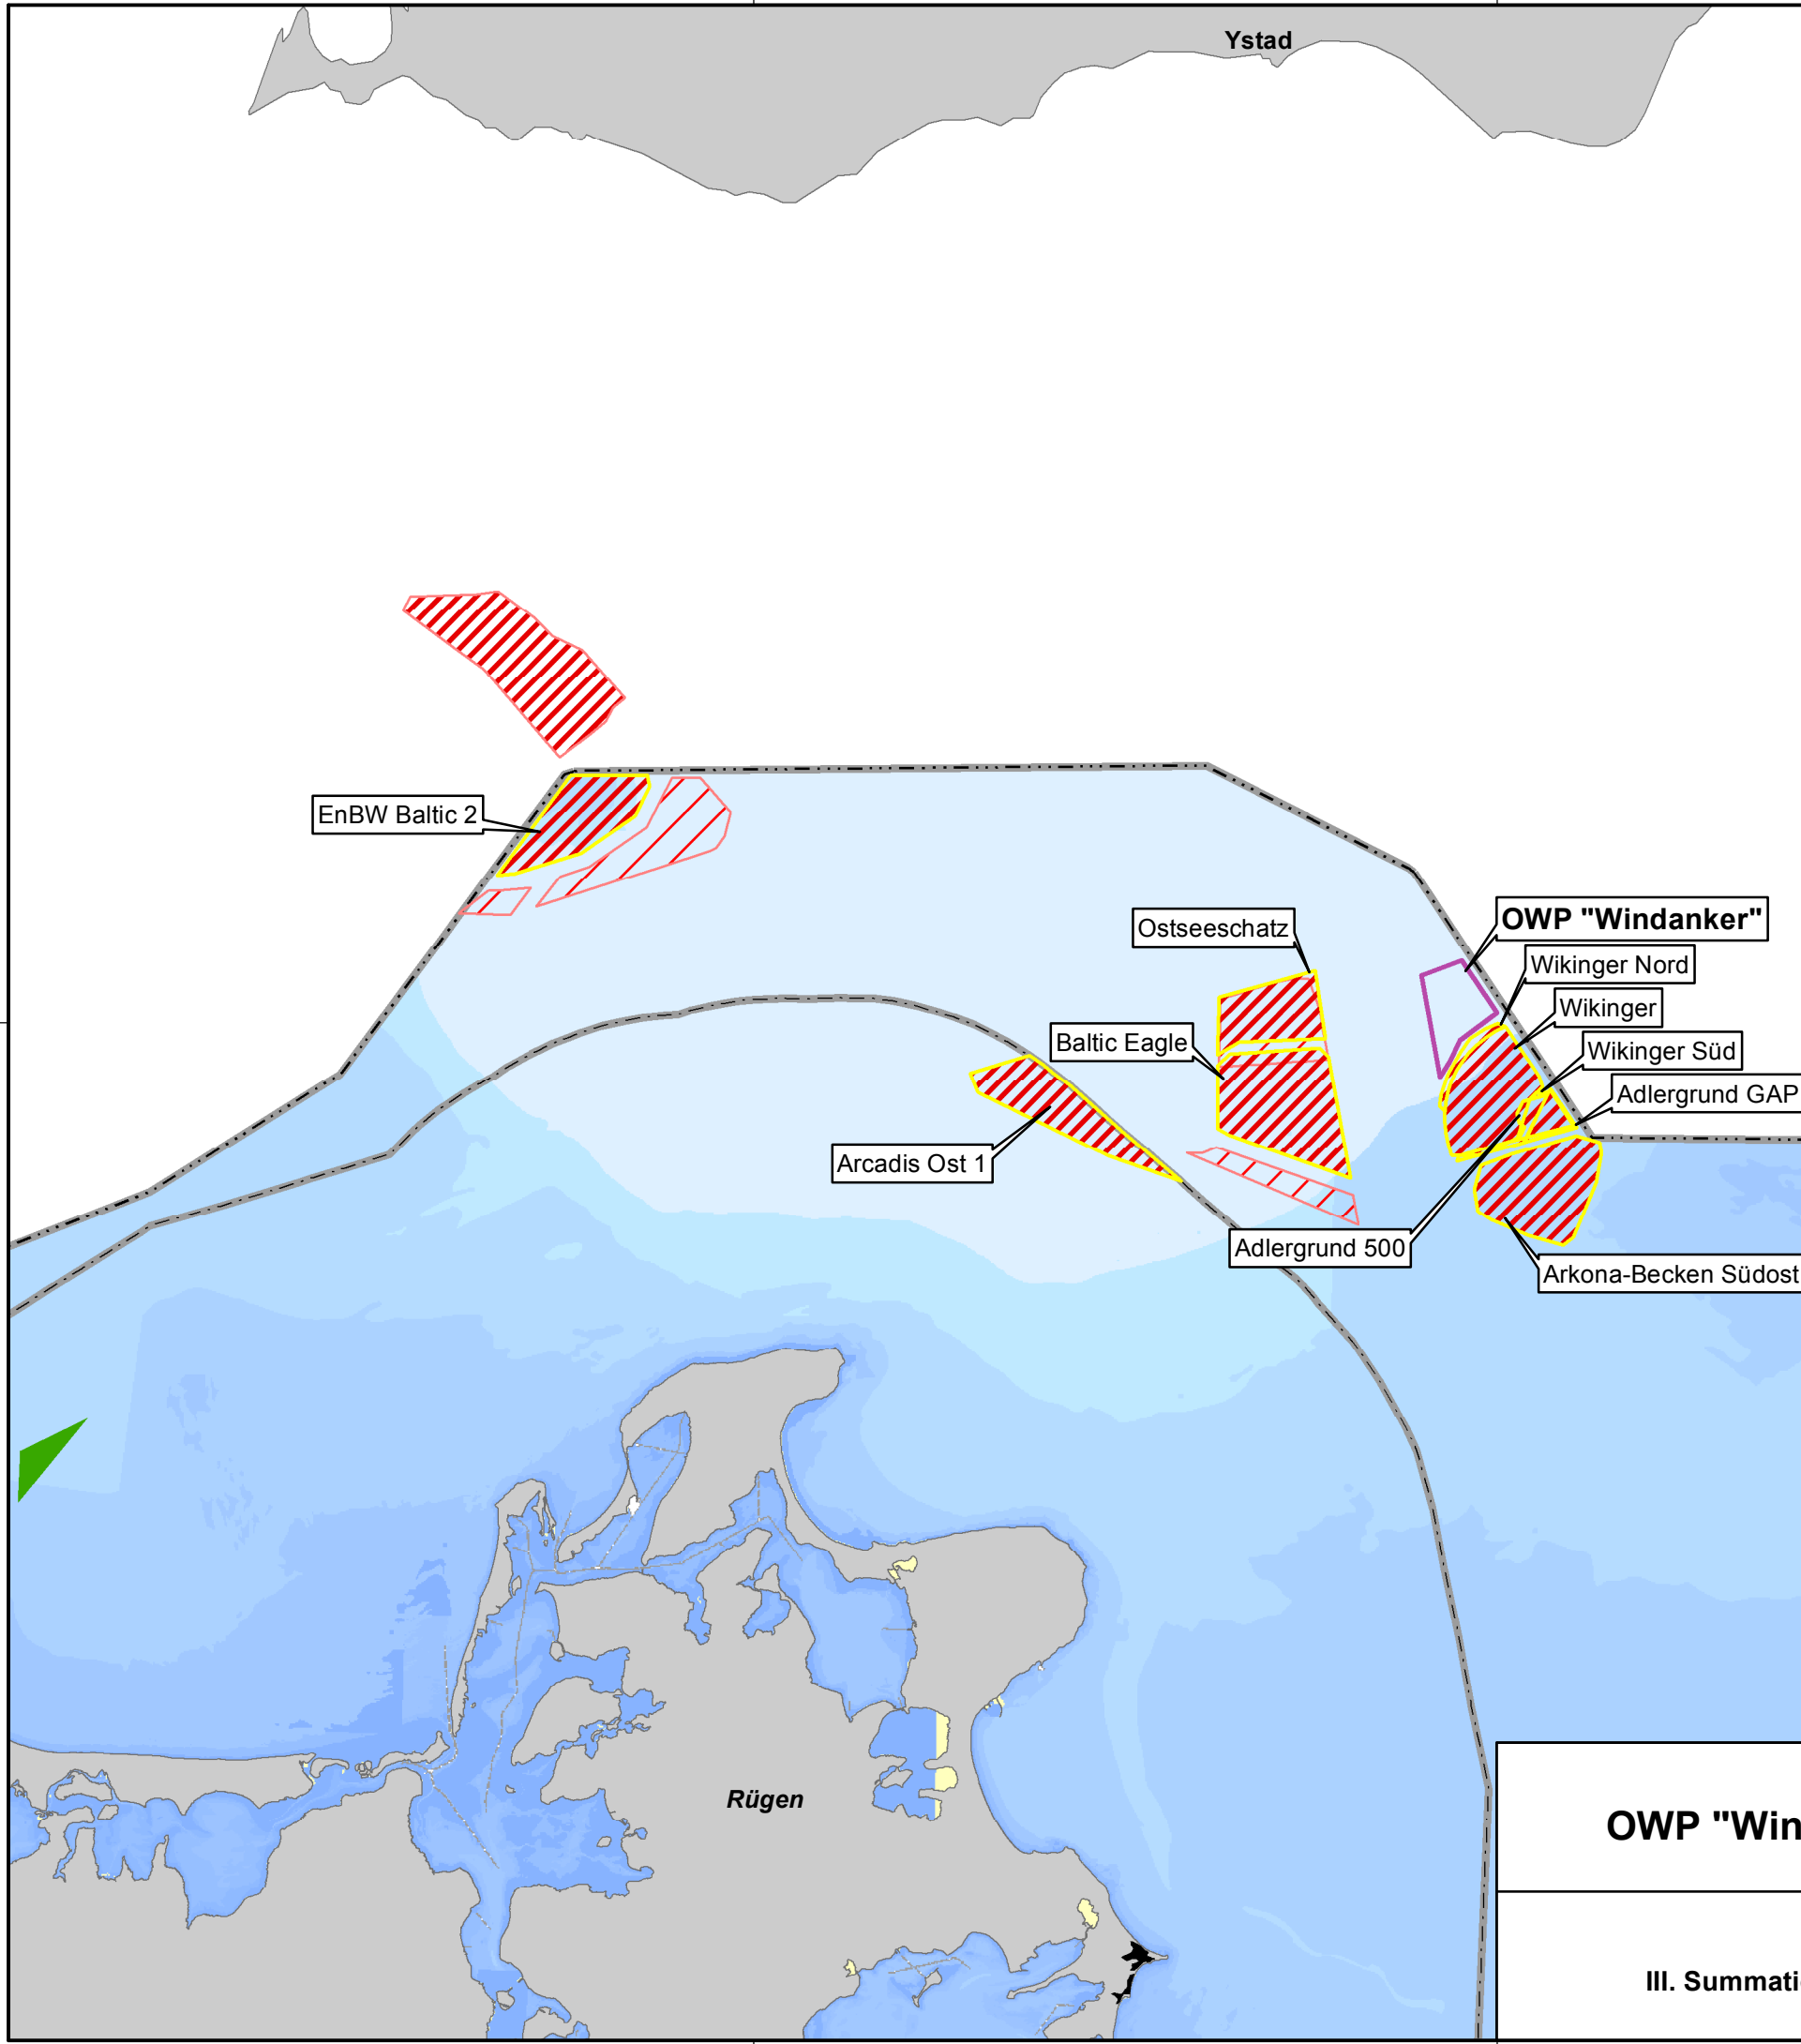 Ystad
EnBW Baltic 2
Ostseeschatz
OWP "Windanker"
Wikinger Nord
Wikinger
Baltic Eagle
Wikinger Süd
Adlergrund GAP
Arcadis Ost 1
Adlergrund 500
Arkona-Becken Südost
Rügen
OWP "Win
III. Summati